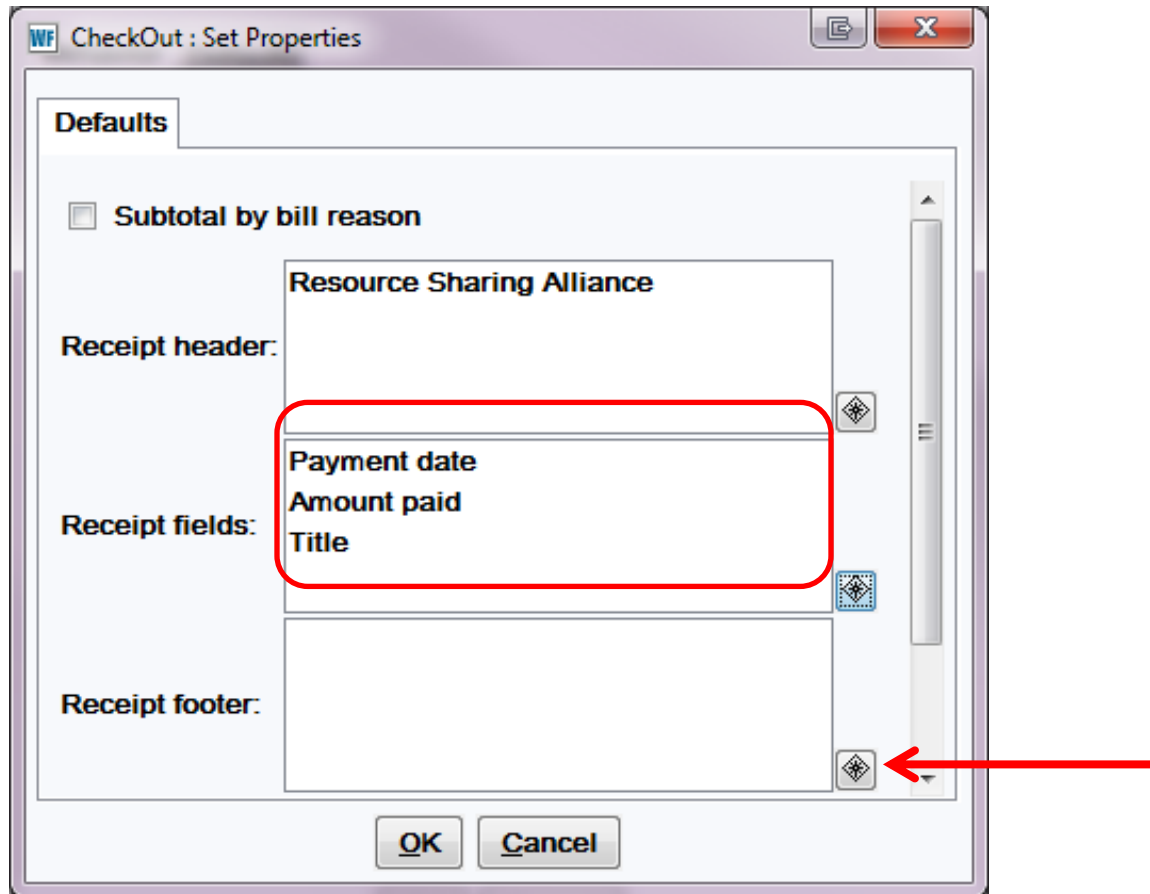 WF CheckOut : Set Properties
Defaults
Subtotal by bill reason
Receipt header:
Resource Sharing Alliance
Receipt fields:
Payment date
Amount paid
Title
Receipt footer:
OK Cancel